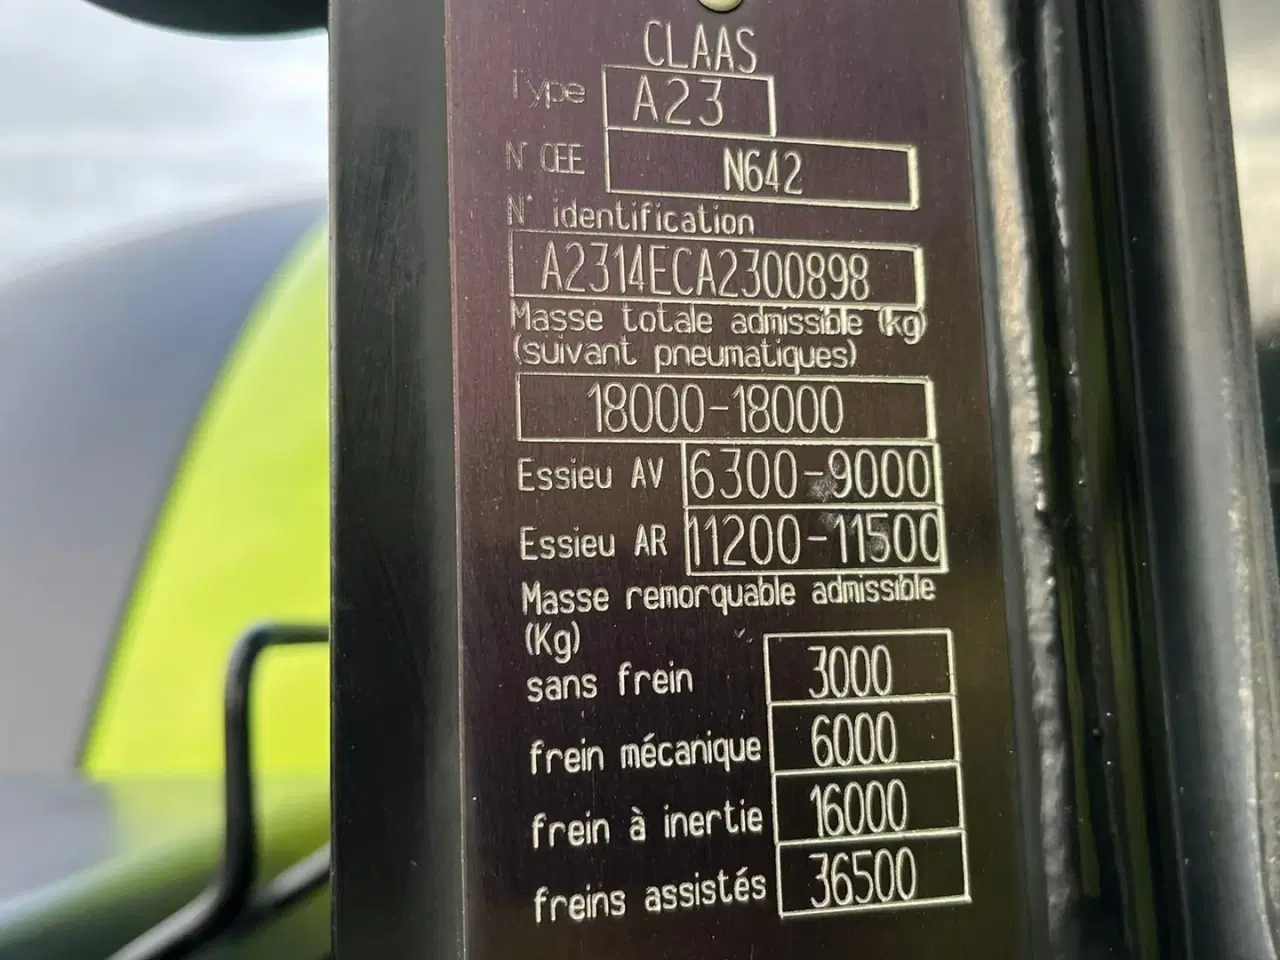 CLAAS
Type A23
N° CEE N642
N° identification
A2314ECA2300898
Masse totale admissible (kg)
(suivant pneumatiques)
18000-18000
Essieu AV 6300-9000
Essieu AR 11200-11500
Masse remorquable admissible
(Kg)
sans frein 3000
frein mécanique 6000
frein à inertie 16000
freins assistés 36500